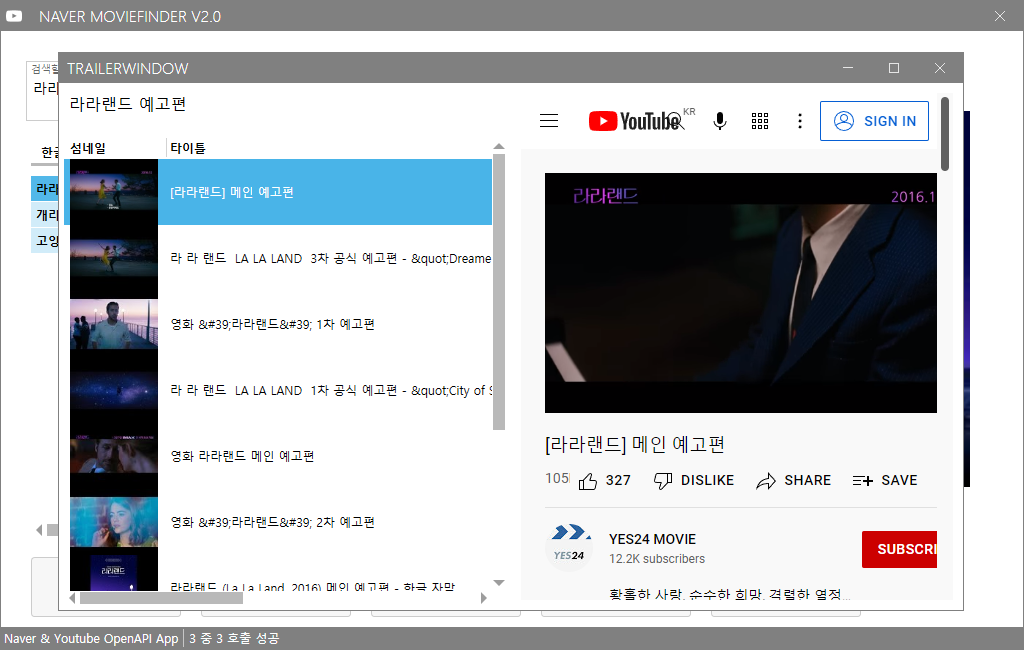 NAVER MOVIEFINDER V2.0
TRAILERWINDOW
라라랜드 예고편
섬네일 타이틀
[라라랜드] 메인 예고편
라 라 랜드 LA LA LAND 3차 공식 예고편 - &quot;Dreame
영화 &#39;라라랜드&#39; 1차 예고편
라 라 랜드 LA LA LAND 1차 공식 예고편 - &quot;City of S
영화 라라랜드 메인 예고편
영화 &#39;라라랜드&#39; 2차 예고편
라라랜드 (La La Land, 2016) 메인 예고편 - 한글 자막
YouTube KR
SIGN IN
라라랜드 2016.1
[라라랜드] 메인 예고편
105 327 DISLIKE SHARE SAVE
YES24 YES24 MOVIE
12.2K subscribers
SUBSCRI
황홀한 사랑, 순수한 희망, 격렬한 열정...
검색할
라라
한글
라라
개리
고양
Naver & Youtube OpenAPI App 3 중 3 호출 성공